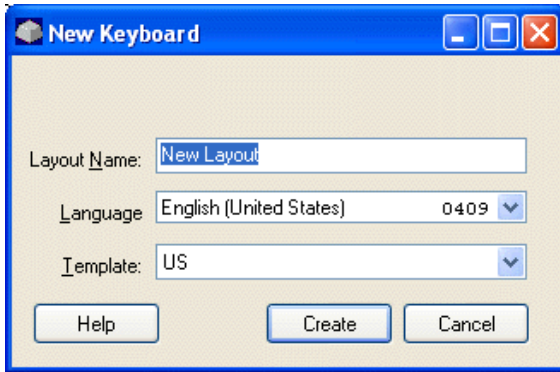 New Keyboard
Layout Name: New Layout
Language English (United States) 0409
Template: US
Help Create Cancel